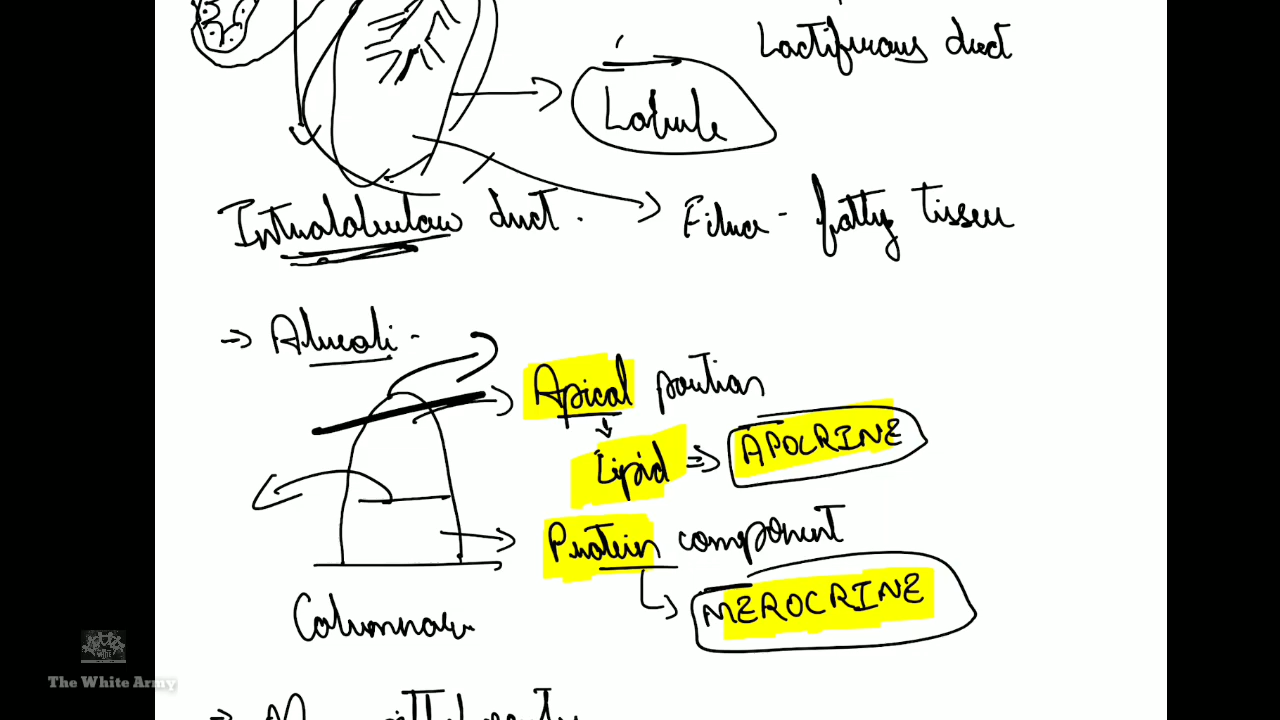 Lactiferous duct
Lobule
Intralobular duct.
Fibro-fatty tissue
→ Alveoli -
Apical portion
Lipid ⇒ APOCRINE
Protein component
MEROCRINE
Columnar
The White Army